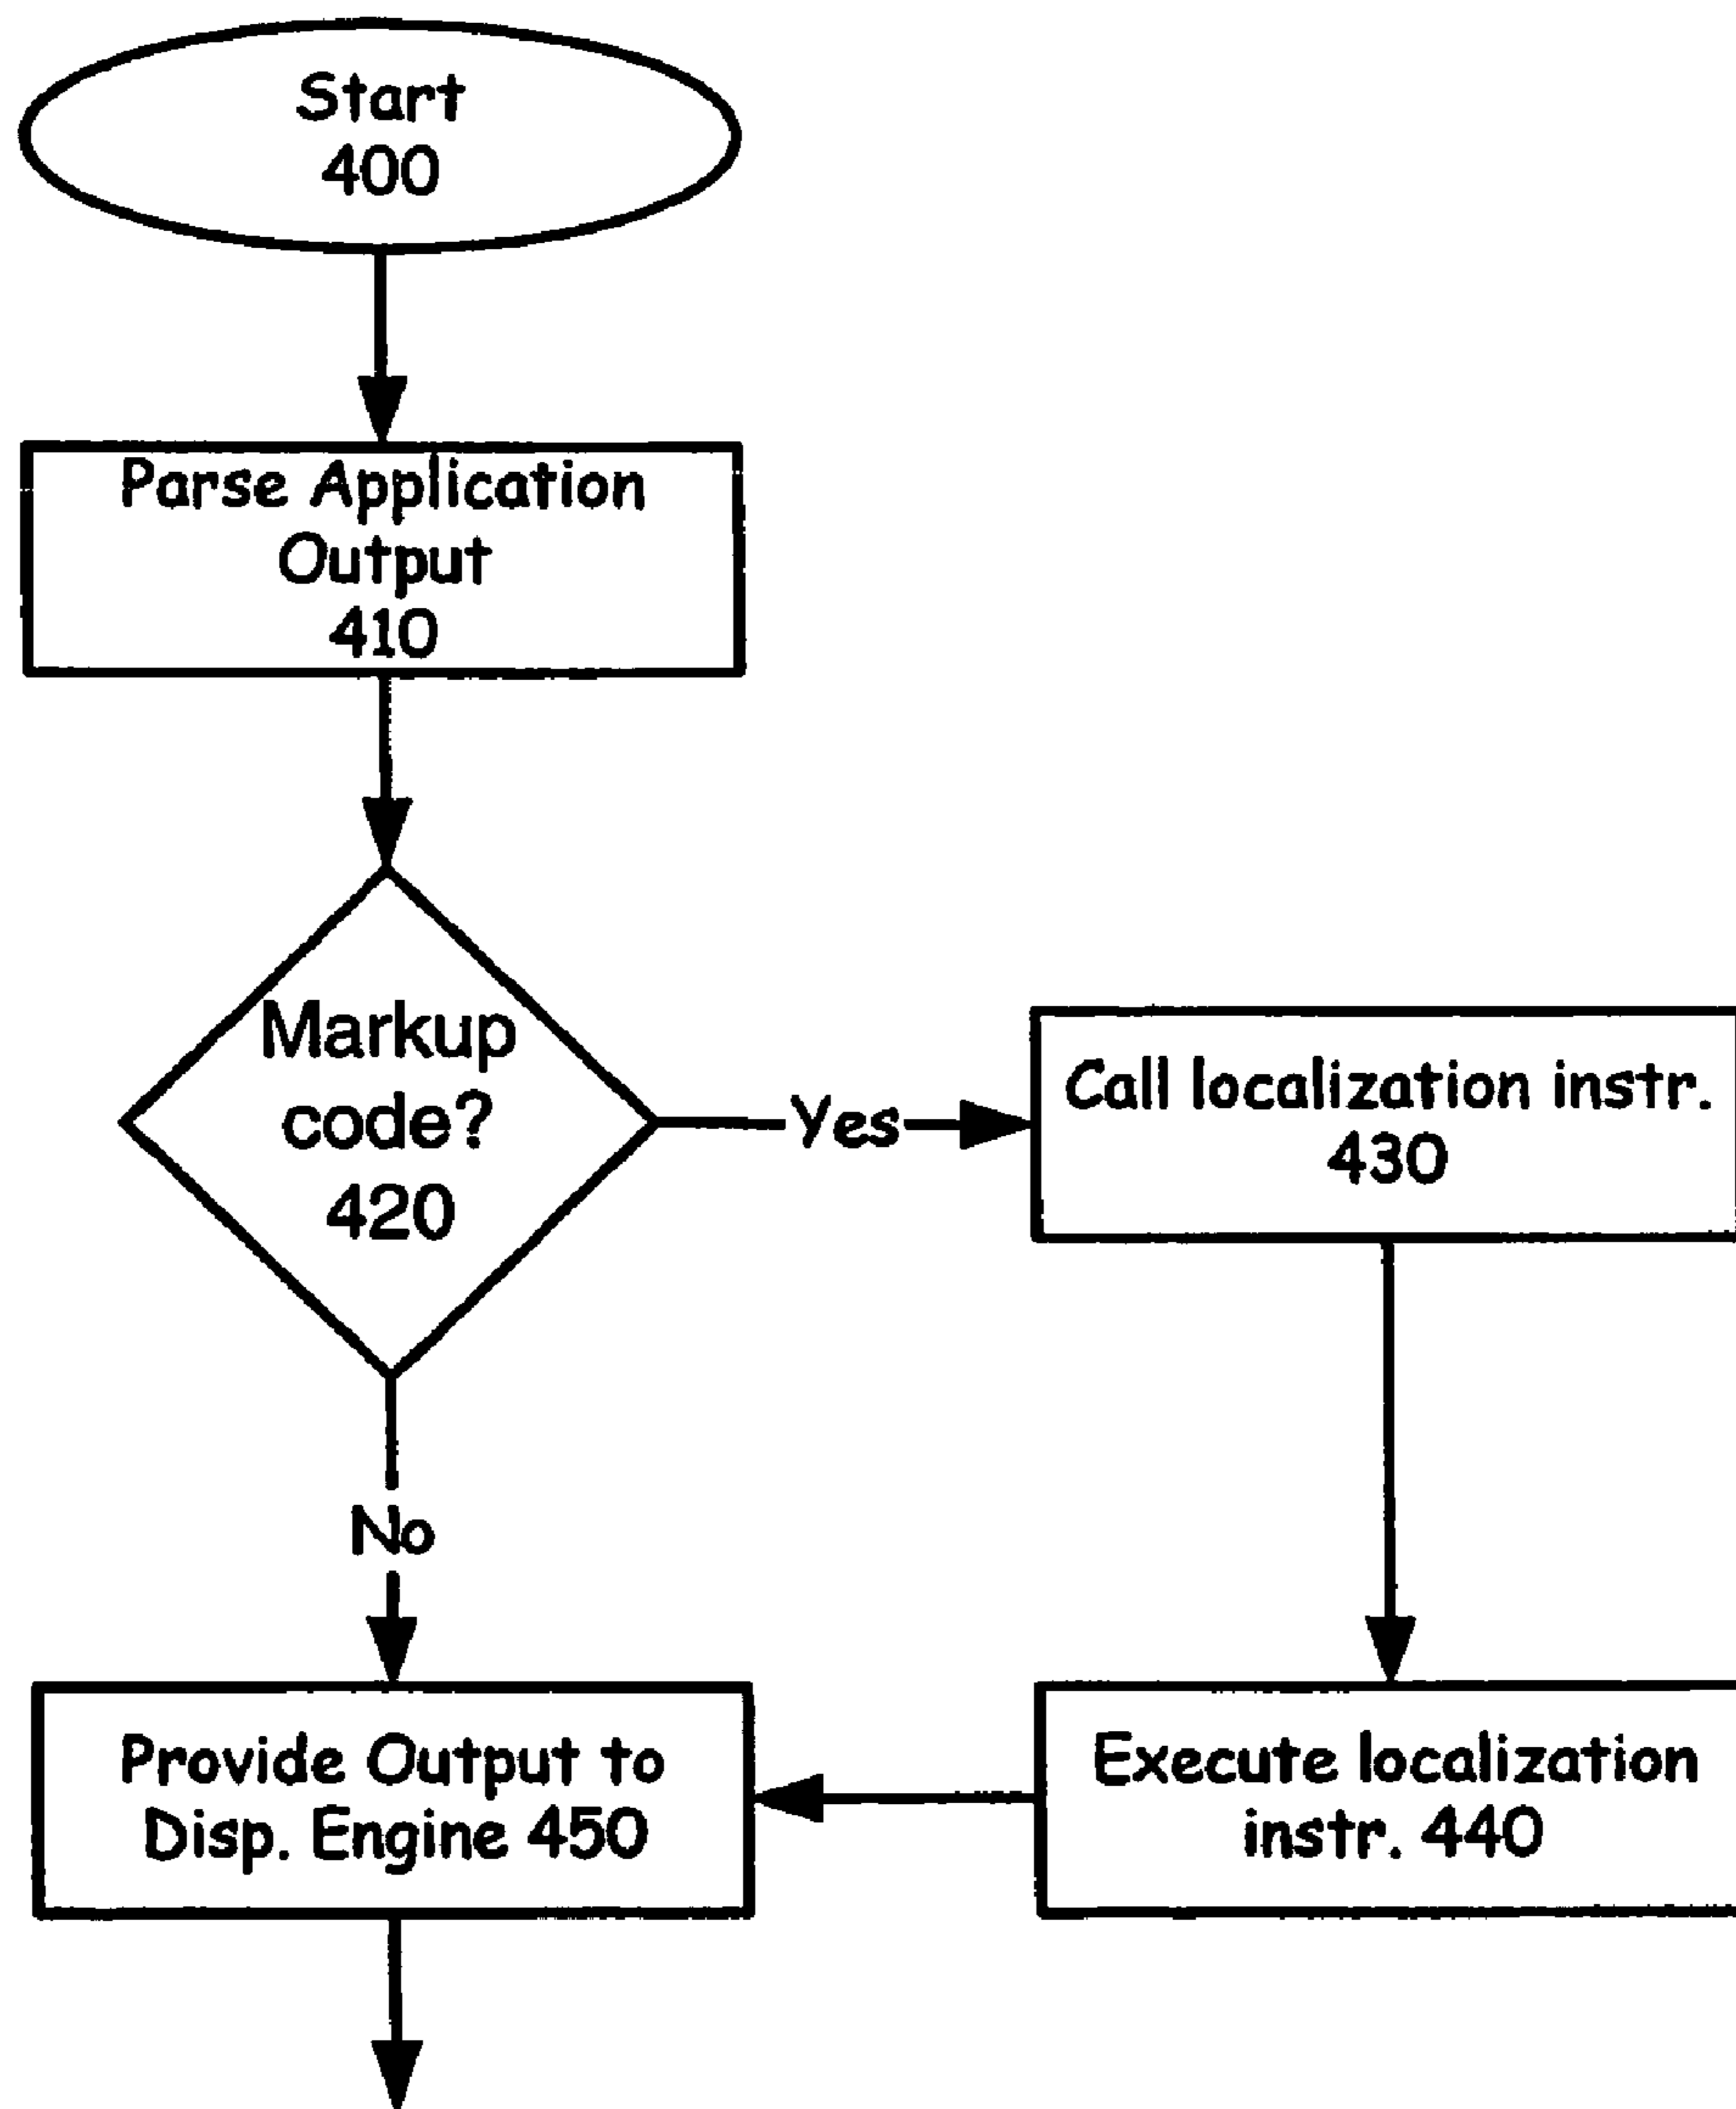 Start
400
Parse Application
Output
410
Markup
code?
420
Yes
Call localization instr.
430
No
Provide Output to
Disp. Engine 450
Execute localization
instr. 440